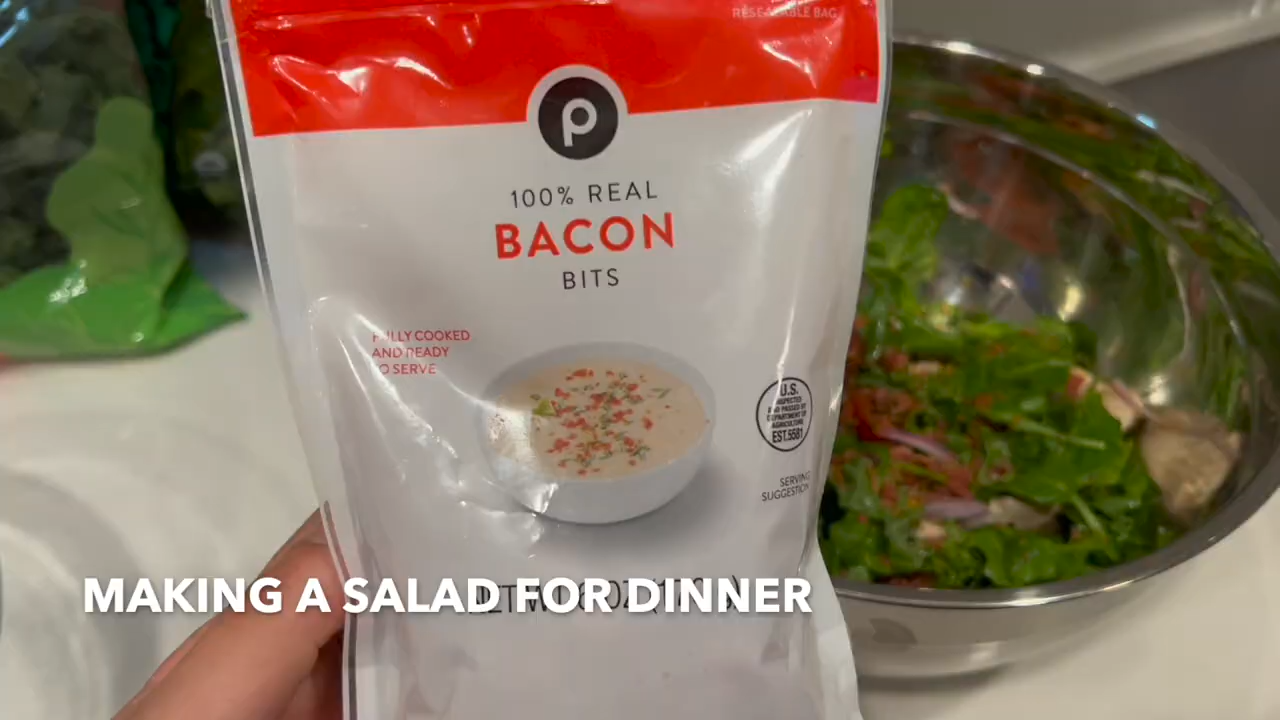 RESEALABLE BAG
p
100% REAL
BACON
BITS
FULLY COOKED
AND READY
TO SERVE
U.S.
INSPECTED
AND PASSED BY
DEPARTMENT OF
AGRICULTURE
EST.5581
SERVING
SUGGESTION
NET
MAKING A SALAD FOR DINNER